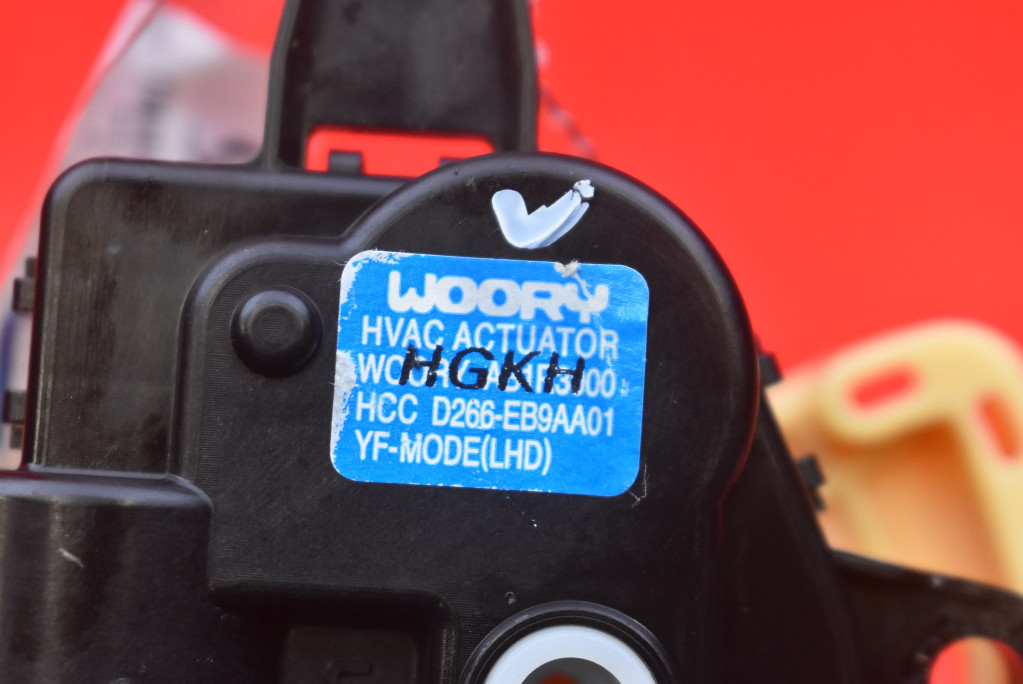 WOORY
HVAC ACTUATOR
HGKH
HCC D266-EB9AA01
YF-MODE(LHD)